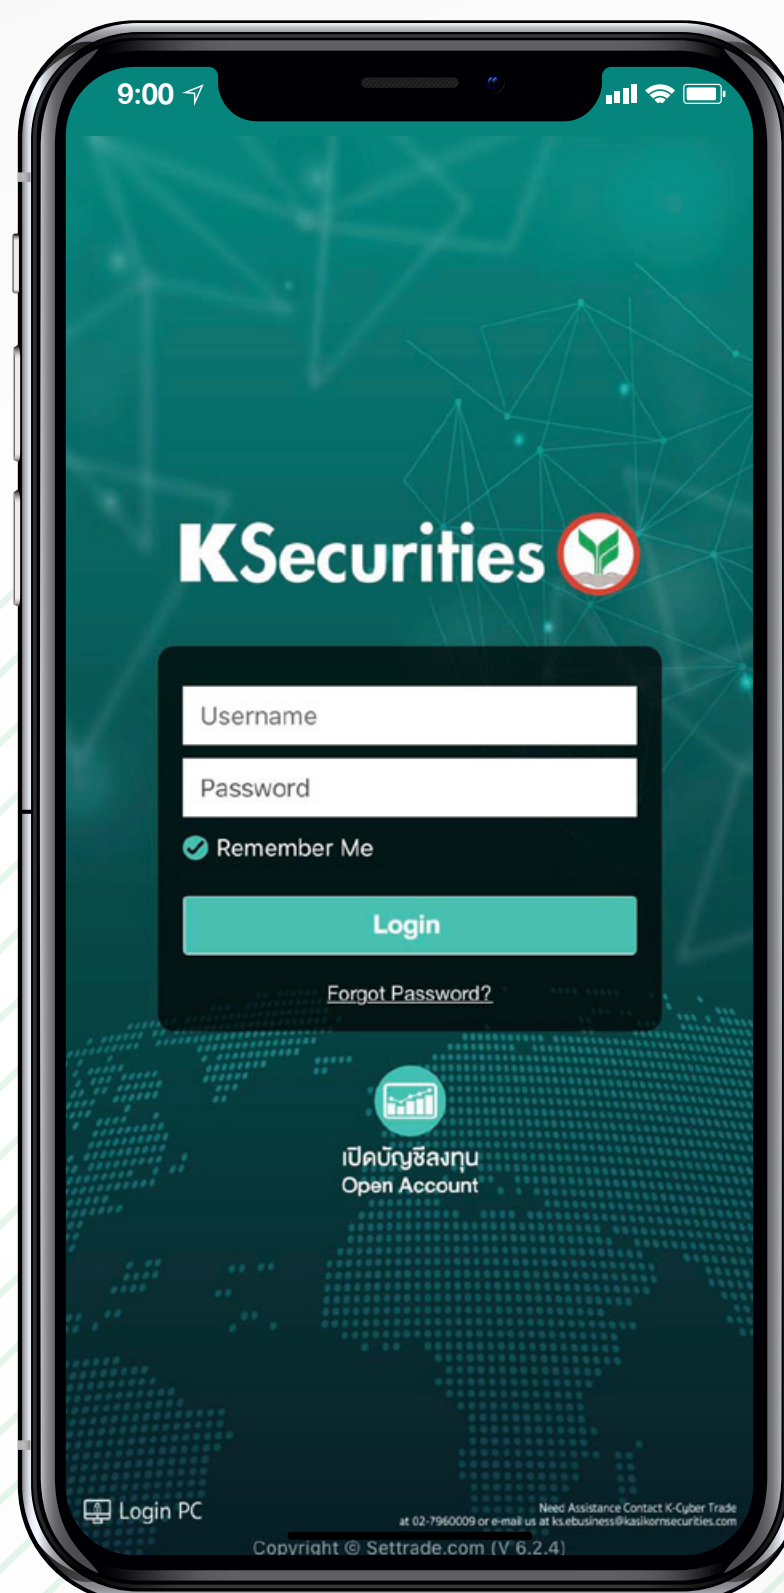 9:00
KSecurities
Username
Password
Remember Me
Login
Forgot Password?
เปิดบัญชีลงทุน
Open Account
Login PC
Need Assistance Contact K-Cyber Trade
at 02-7960009 or e-mail us at ks.ebusiness@kasikornsecurities.com
Copyright © Settrade.com (V 6.2.4)